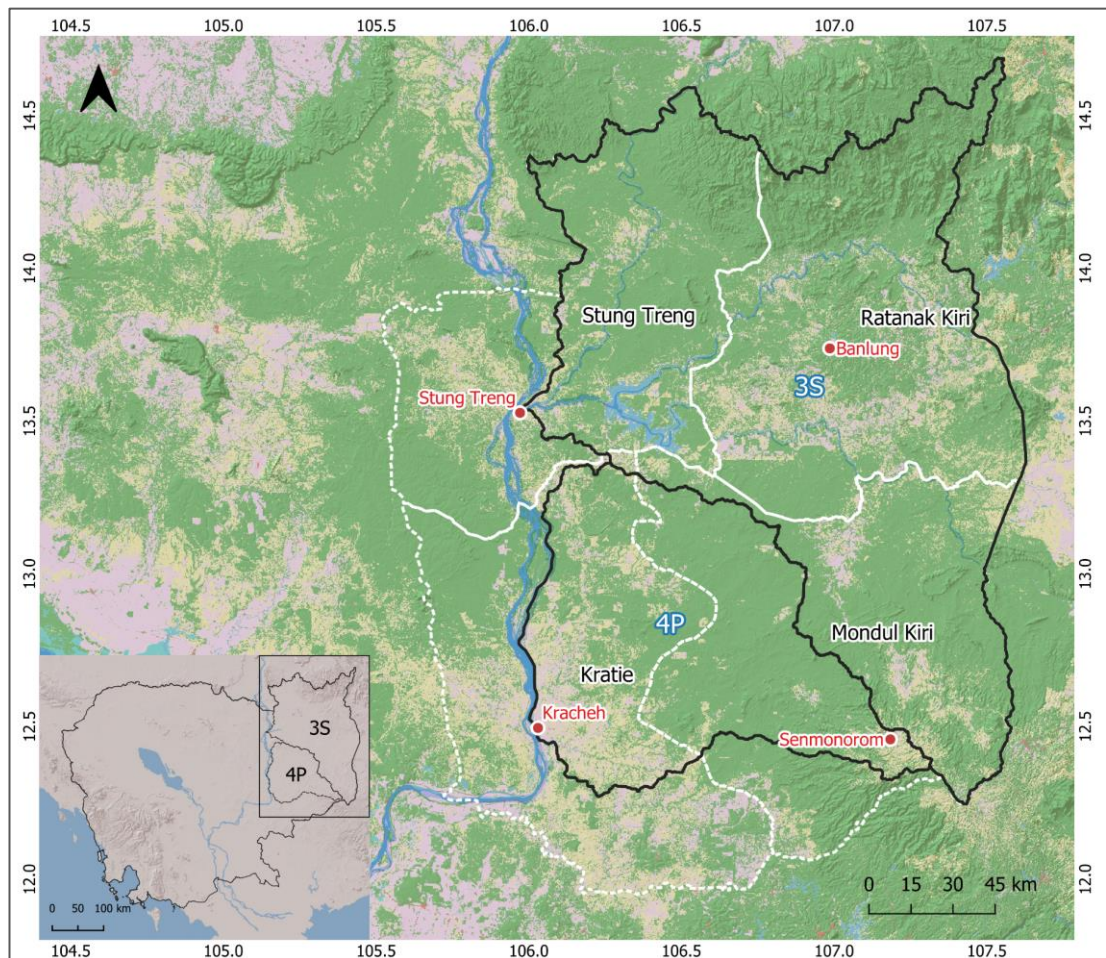 104.5 105.0 105.5 106.0 106.5 107.0 107.5
14.5 14.5
14.0 14.0
Stung Treng
Ratanak Kiri
Banlung
3S
Stung Treng
13.5 13.5
13.0 13.0
4P
Mondul Kiri
Kratie
Kracheh
Senmonorom
12.5 12.5
3S
4P
12.0
0 15 30 45 km
0 50 100 km
104.5 105.0 105.5 106.0 106.5 107.0 107.5